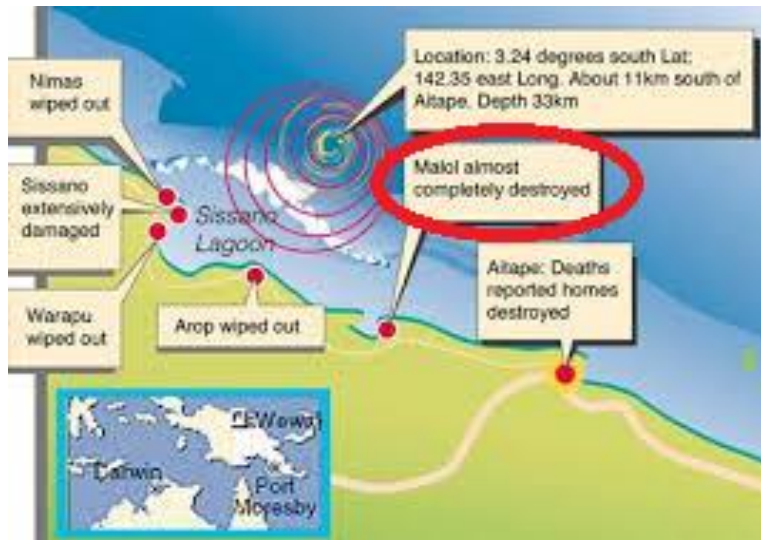 Nimas
wiped out
Location: 3.24 degrees south Lat;
142.35 east Long. About 11km south of
Aitape. Depth 33km
Malol almost
completely destroyed
Sissano
extensively
damaged
Sissano
Lagoon
Aitape: Deaths
reported homes
destroyed
Warapu
wiped out
Arop wiped out
Wewa
Darwin
Port
Moresby